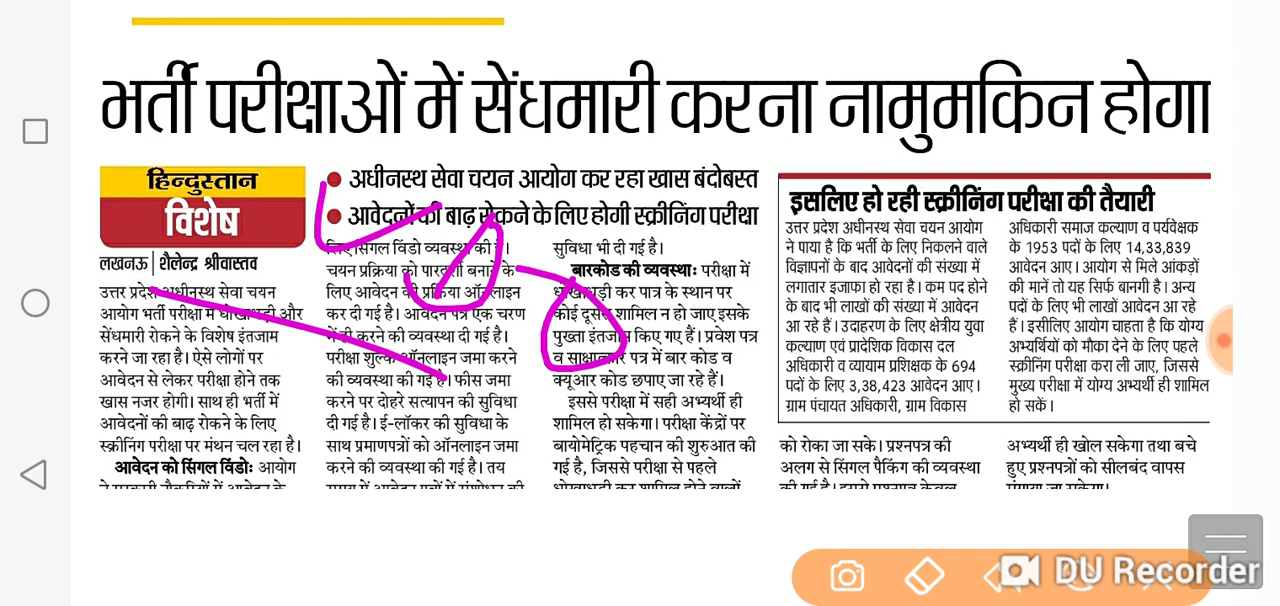 भर्ती परीक्षाओं में सेंधमारी करना नामुमकिन होगा
हिन्दुस्तान
विशेष
● अधीनस्थ सेवा चयन आयोग कर रहा खास बंदोबस्त
● आवेदनों की बाढ़ रोकने के लिए होगी स्क्रीनिंग परीक्षा
लखनऊ | शैलेन्द्र श्रीवास्तव
उत्तर प्रदेश अधीनस्थ सेवा चयन
आयोग भर्ती परीक्षा में धोखाधड़ी और
सेंधमारी रोकने के विशेष इंतजाम
करने जा रहा है। ऐसे लोगों पर
आवेदन से लेकर परीक्षा होने तक
खास नजर होगी। साथ ही भर्ती में
आवेदनों की बाढ़ रोकने के लिए
स्क्रीनिंग परीक्षा पर मंथन चल रहा है।
आवेदन को सिंगल विंडो: आयोग
लिए सिंगल विंडो व्यवस्था की है।
चयन प्रक्रिया को पारदर्शी बनाने के
लिए आवेदन की प्रक्रिया ऑनलाइन
कर दी गई है। आवेदन पत्र एक चरण
में ही करने की व्यवस्था दी गई है।
परीक्षा शुल्क ऑनलाइन जमा करने
की व्यवस्था की गई है। फीस जमा
करने पर दोहरे सत्यापन की सुविधा
दी गई है। ई-लॉकर की सुविधा के
साथ प्रमाणपत्रों को ऑनलाइन जमा
करने की व्यवस्था की गई है। तय
सुविधा भी दी गई है।
बारकोड की व्यवस्था: परीक्षा में
धोखाधड़ी कर पात्र के स्थान पर
कोई दूसरा शामिल न हो जाए इसके
पुख्ता इंतजाम किए गए हैं। प्रवेश पत्र
व साक्षात्कार पत्र में बार कोड व
क्यूआर कोड छपाए जा रहे हैं।
इससे परीक्षा में सही अभ्यर्थी ही
शामिल हो सकेगा। परीक्षा केंद्रों पर
बायोमेट्रिक पहचान की शुरुआत की
गई है, जिससे परीक्षा से पहले
इसलिए हो रही स्क्रीनिंग परीक्षा की तैयारी
उत्तर प्रदेश अधीनस्थ सेवा चयन आयोग
ने पाया है कि भर्ती के लिए निकलने वाले
विज्ञापनों के बाद आवेदनों की संख्या में
लगातार इजाफा हो रहा है। कम पद होने
के बाद भी लाखों की संख्या में आवेदन
आ रहे हैं। उदाहरण के लिए क्षेत्रीय युवा
कल्याण एवं प्रादेशिक विकास दल
अधिकारी व व्यायाम प्रशिक्षक के 694
पदों के लिए 3,38,423 आवेदन आए।
ग्राम पंचायत अधिकारी, ग्राम विकास
अधिकारी समाज कल्याण व पर्यवेक्षक
के 1953 पदों के लिए 14,33,839
आवेदन आए। आयोग से मिले आंकड़ों
की मानें तो यह सिर्फ बानगी है। अन्य
पदों के लिए भी लाखों आवेदन आ रहे
हैं। इसीलिए आयोग चाहता है कि योग्य
अभ्यर्थियों को मौका देने के लिए पहले
स्क्रीनिंग परीक्षा करा ली जाए, जिससे
मुख्य परीक्षा में योग्य अभ्यर्थी ही शामिल
हो सकें।
को रोका जा सके। प्रश्नपत्र की
अलग से सिंगल पैकिंग की व्यवस्था
अभ्यर्थी ही खोल सकेगा तथा बचे
हुए प्रश्नपत्रों को सीलबंद वापस
DU Recorder